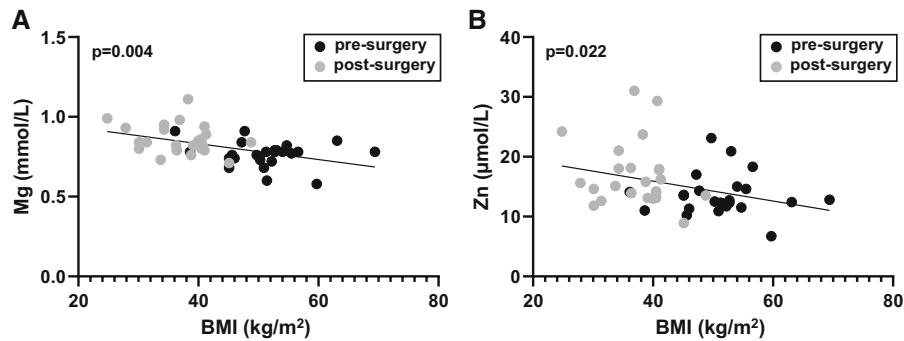 A
p=0.004
pre-surgery
post-surgery
Mg (mmol/L)
1.5
1.0
0.5
0.0
20
40
60
80
BMI (kg/m²)
B
p=0.022
pre-surgery
post-surgery
Zn (µmol/L)
40
30
20
10
0
20
40
60
80
BMI (kg/m²)